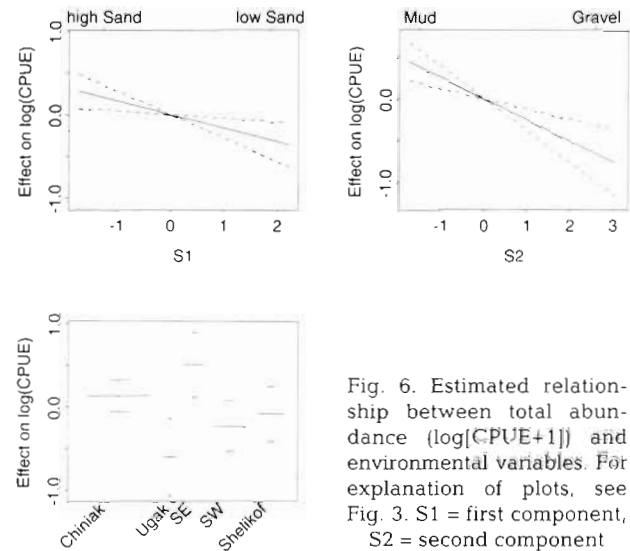 high Sand low Sand
Effect on log(CPUE)
1.0
0.0
-1.0
-1 0 1 2
S1
Mud Gravel
Effect on log(CPUE)
0.0
-1.0
-1 0 1 2 3
S2
Effect on log(CPUE)
1.0
0.0
-1.0
Chiniak Ugak SE SW Shelikof
Fig. 6. Estimated relation-
ship between total abun-
dance (log[CPUE+1]) and
environmental variables. For
explanation of plots, see
Fig. 3. S1 = first component,
S2 = second component